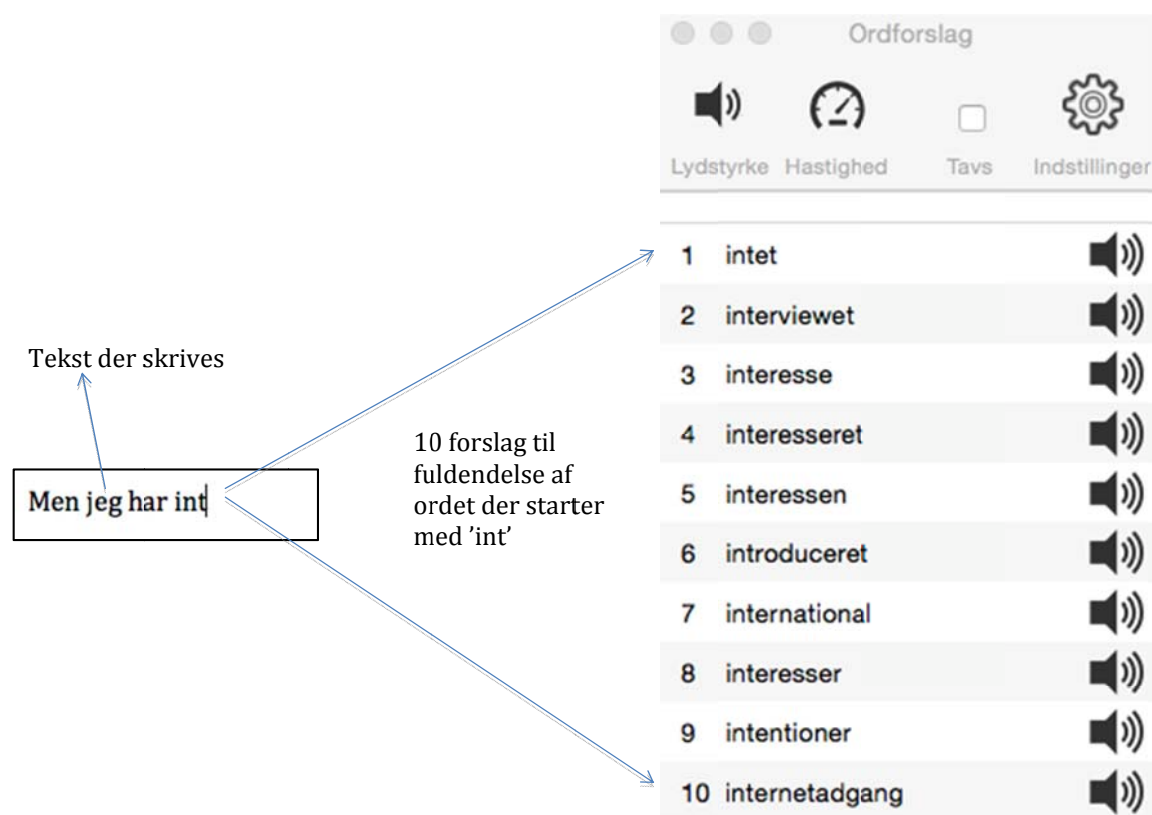 Ordforslag
Lydstyrke Hastighed Tavs Indstillinger
Tekst der skrives
Men jeg har int
10 forslag til
fuldendelse af
ordet der starter
med ’int’
1 intet
2 interviewet
3 interesse
4 interesseret
5 interessen
6 introduceret
7 international
8 interesser
9 intentioner
10 internetadgang